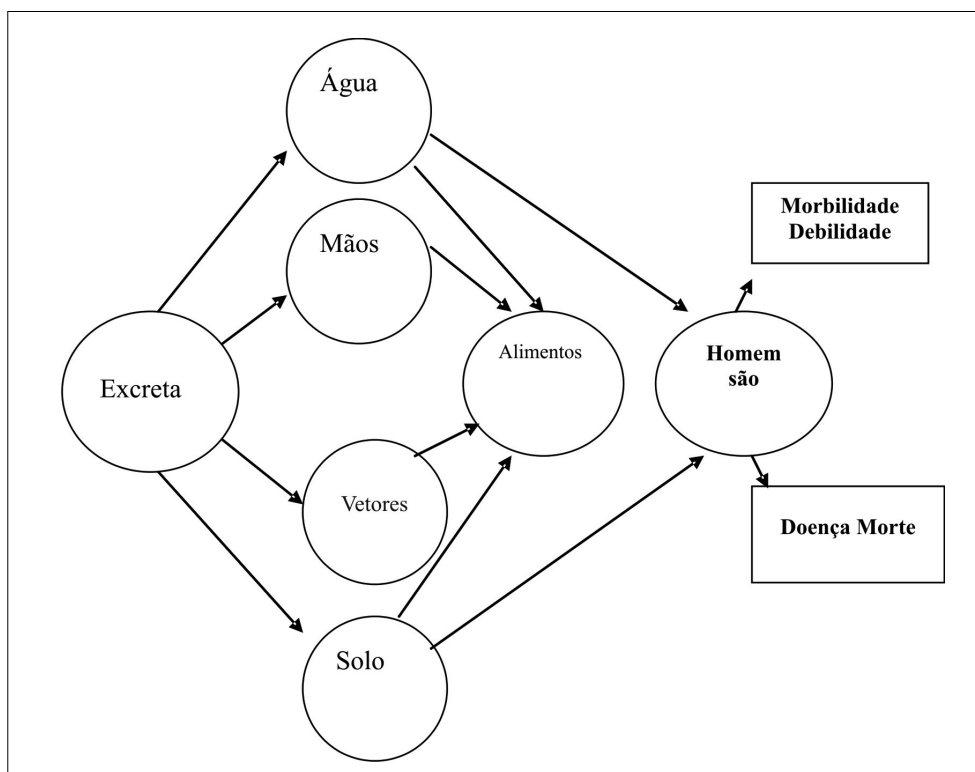 Água
Mãos
Excreta
Vetores
Solo
Alimentos
Homem
são
Morbilidade
Debilidade
Doença Morte